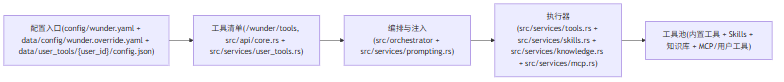 配置入口(config/wunder.yaml +
data/config/wunder.override.yaml +
data/user_tools/{user_id}/config.json)
工具清单(/wunder/tools,
src/api/core.rs +
src/services/user_tools.rs)
编排与注入
(src/orchestrator +
src/services/prompting.rs)
执行器
(src/services/tools.rs +
src/services/skills.rs +
src/services/knowledge.rs
+ src/services/mcp.rs)
工具池(内置工具 + Skills +
知识库 + MCP/用户工具)